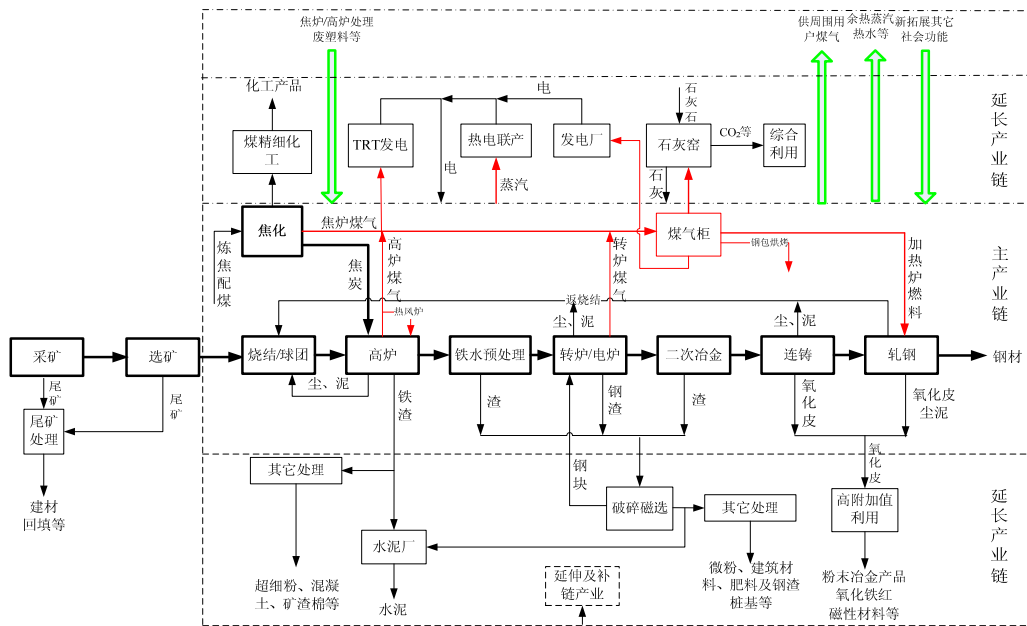 焦炉/高炉处理
废塑料等
供周围用
户煤气
余热蒸汽
热水等
新拓展其它
社会功能
化工产品
电
石
灰
石
延
长
产
业
链
煤精细化
工
TRT发电
热电联产
发电厂
石灰窑
CO₂等
综合
利用
电
蒸汽
石
灰
焦化
焦炉煤气
煤气柜
炼
焦
配
煤
焦
炭
高
炉
煤
气
转
炉
煤
气
钢包烘烤
加
热
炉
燃
料
主
产
业
链
热风炉
返烧结
尘、泥
尘、泥
采矿
选矿
烧结/球团
高炉
铁水预处理
转炉/电炉
二次冶金
连铸
轧钢
钢材
尾
矿
尾
矿
尘、泥
铁
渣
渣
钢
渣
渣
氧
化
皮
氧化皮
尘泥
尾矿
处理
建材
回填等
其它处理
钢
块
氧
化
皮
破碎磁选
其它处理
高附加值
利用
延
长
产
业
链
水泥厂
超细粉、混凝
土、矿渣棉等
水泥
延伸及补
链产业
微粉、建筑材
料、肥料及钢渣
桩基等
粉末冶金产品
氧化铁红
磁性材料等